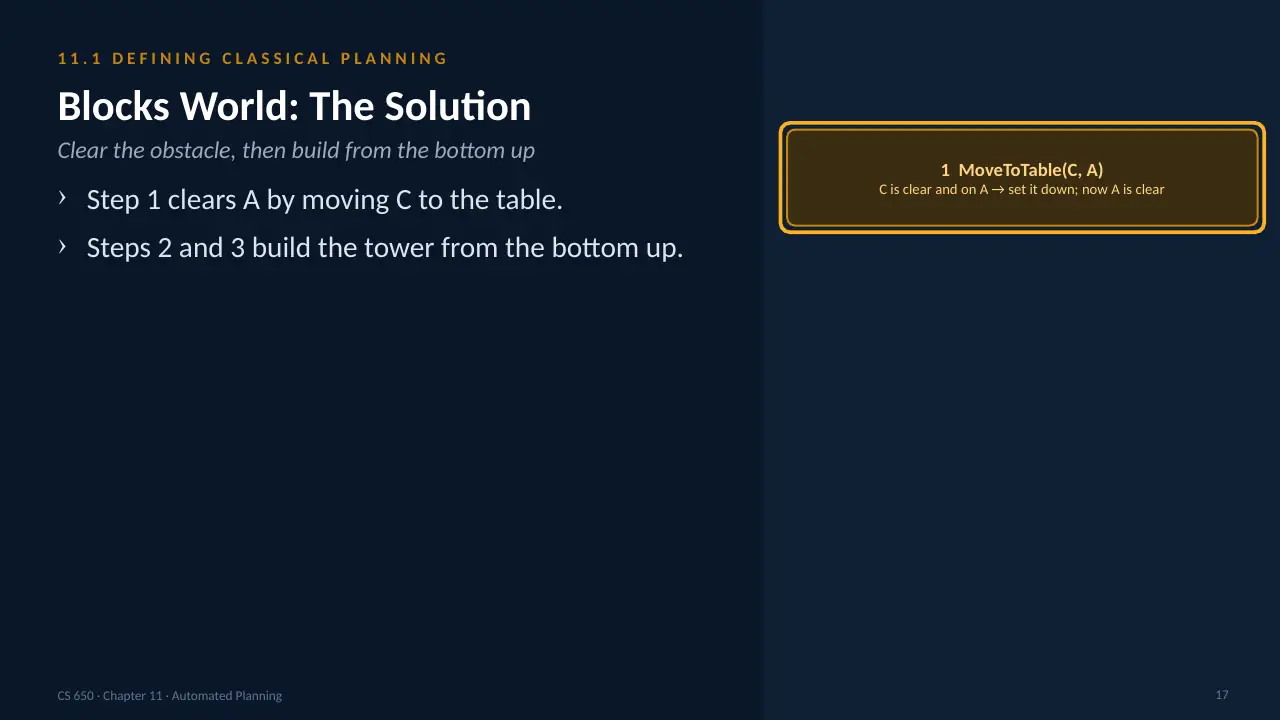 11.1 DEFINING CLASSICAL PLANNING
Blocks World: The Solution
Clear the obstacle, then build from the bottom up
› Step 1 clears A by moving C to the table.
› Steps 2 and 3 build the tower from the bottom up.
1 MoveToTable(C, A)
C is clear and on A → set it down; now A is clear
CS 650 · Chapter 11 · Automated Planning
17